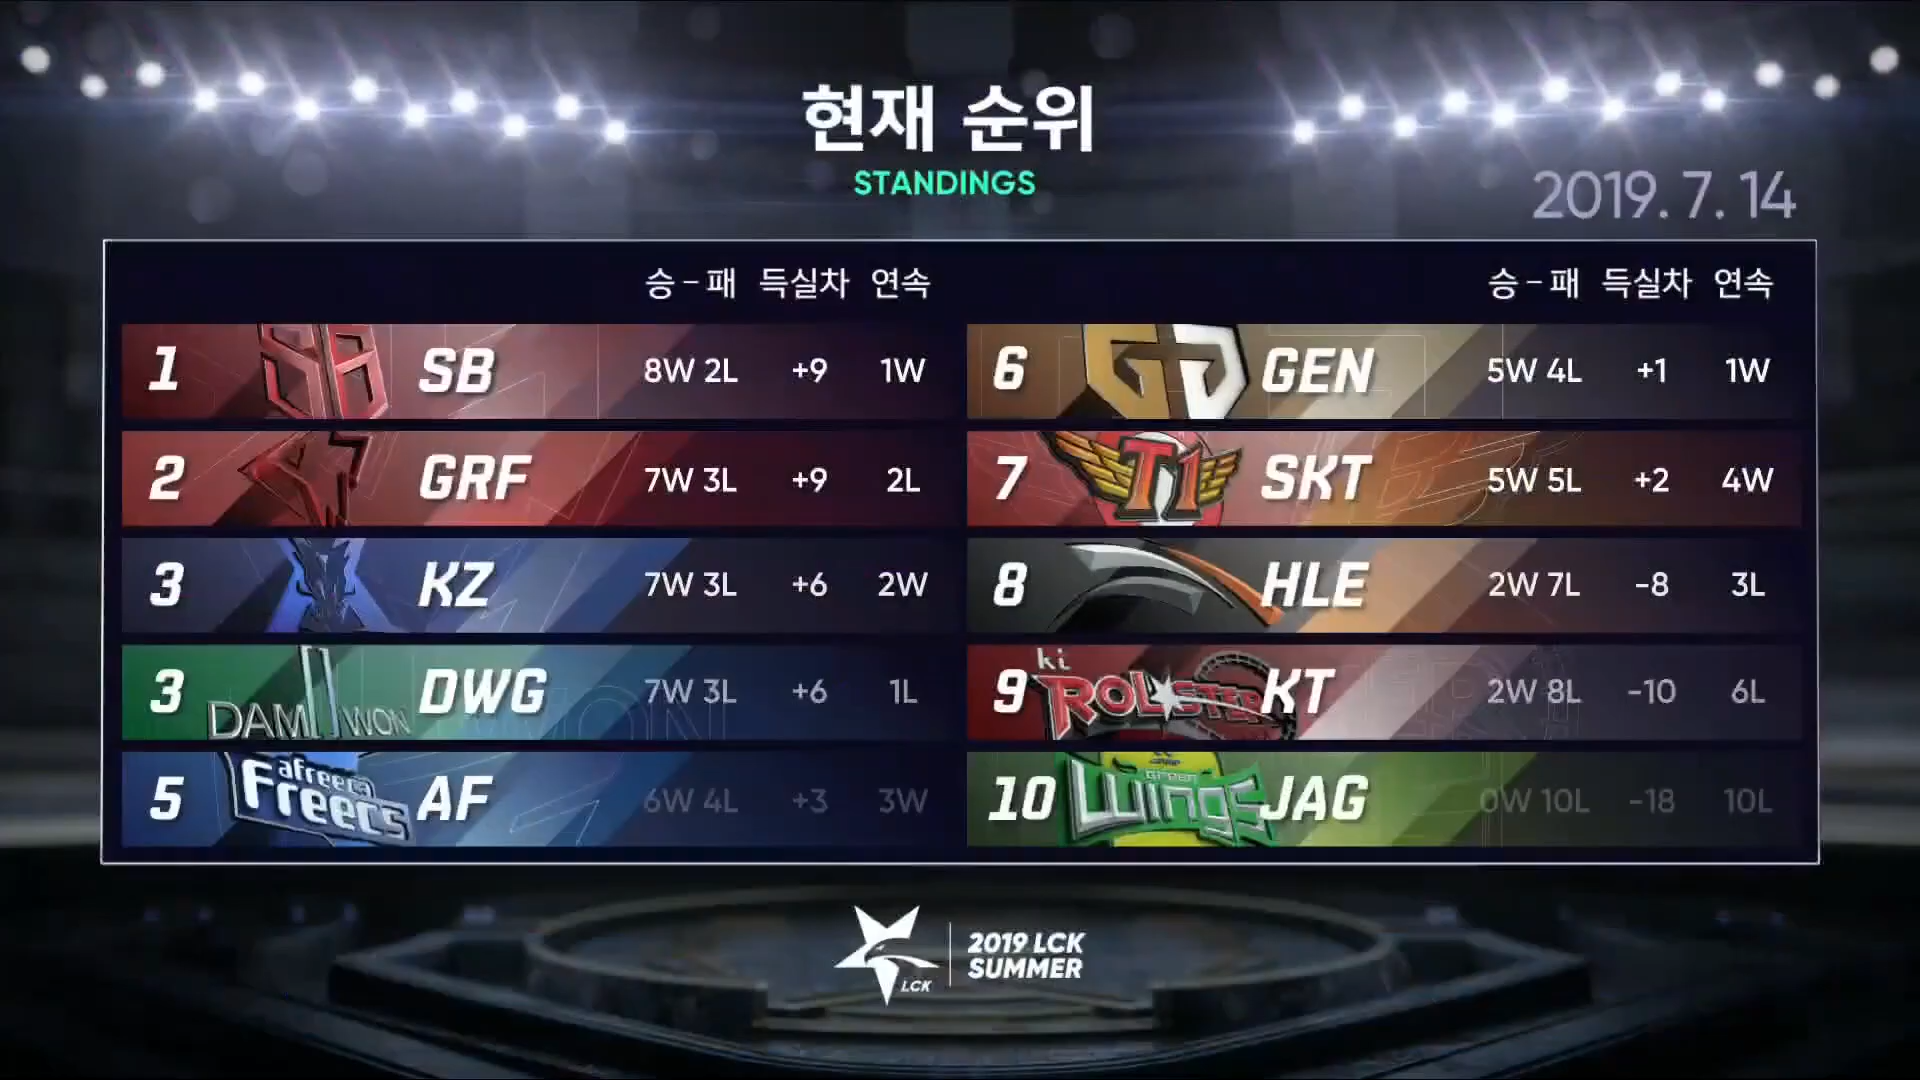 현재 순위
STANDINGS
2019. 7. 14
승 - 패 득실차 연속
1 SB 8W 2L +9 1W
2 GRF 7W 3L +9 2L
3 KZ 7W 3L +6 2W
3 DAMWON DWG 7W 3L +6 1L
5 afreeca Freecs AF 6W 4L +3 3W
승 - 패 득실차 연속
6 GEN 5W 4L +1 1W
7 T1 SKT 5W 5L +2 4W
8 HLE 2W 7L -8 3L
9 kt ROLSTER KT 2W 8L -10 6L
10 GREEN WINGS JAG 0W 10L -18 10L
LCK
2019 LCK
SUMMER